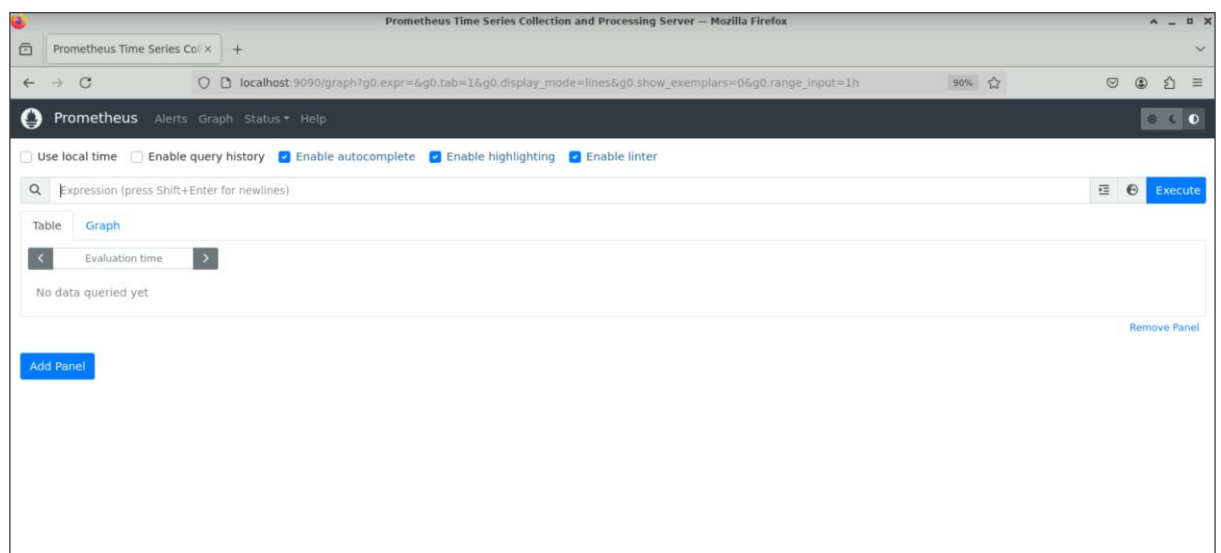 Prometheus Time Series Collection and Processing Server — Mozilla Firefox
Prometheus Time Series Col
localhost:9090/graph?g0.expr=&g0.tab=1&g0.display_mode=lines&g0.show_exemplars=0&g0.range_input=1h 90%
Prometheus Alerts Graph Status Help
Use local time Enable query history Enable autocomplete Enable highlighting Enable linter
Expression (press Shift+Enter for newlines) Execute
Table Graph
Evaluation time
No data queried yet
Remove Panel
Add Panel